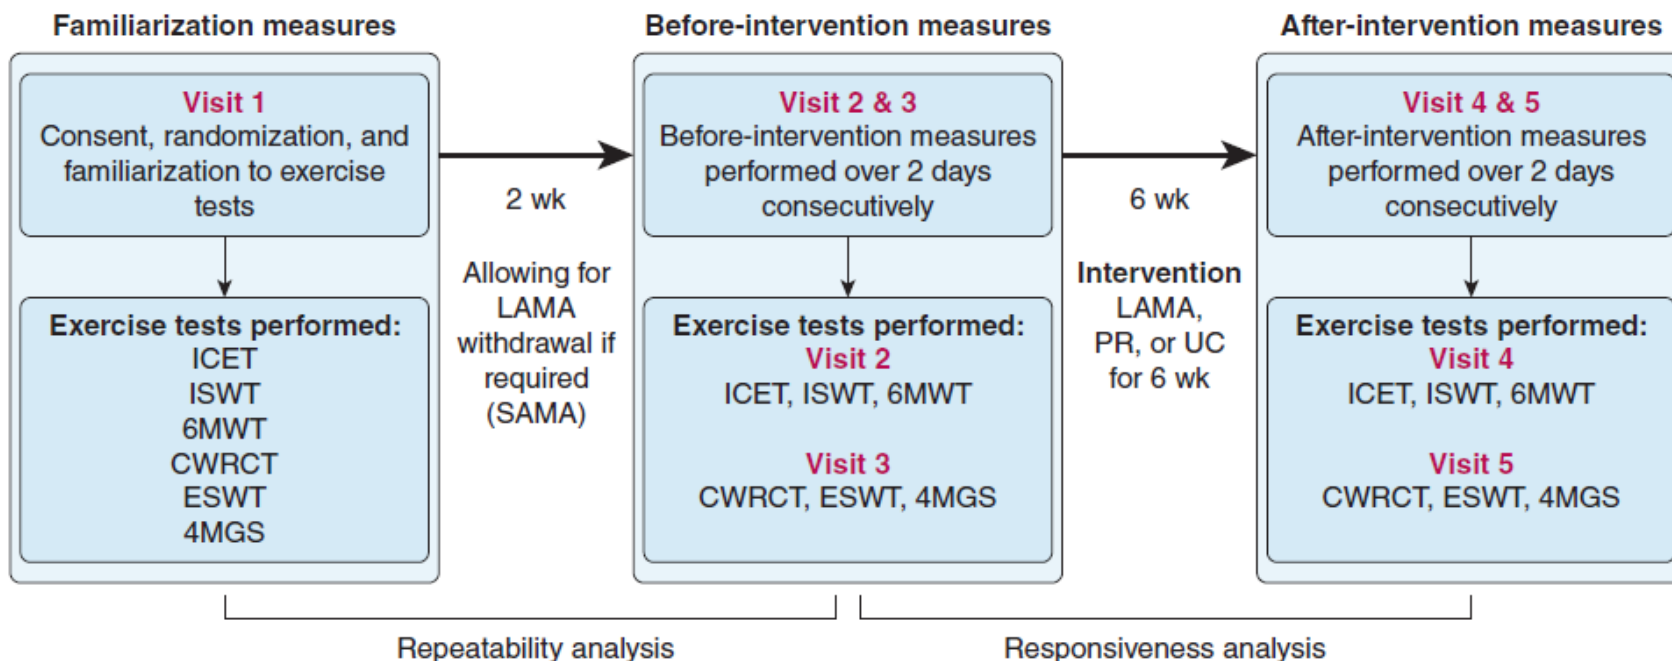 Familiarization measures
Visit 1
Consent, randomization, and
familiarization to exercise
tests
Exercise tests performed:
ICET
ISWT
6MWT
CWRCT
ESWT
4MGS
2 wk
Allowing for
LAMA
withdrawal if
required
(SAMA)
Before-intervention measures
Visit 2 & 3
Before-intervention measures
performed over 2 days
consecutively
Exercise tests performed:
Visit 2
ICET, ISWT, 6MWT
Visit 3
CWRCT, ESWT, 4MGS
6 wk
Intervention
LAMA,
PR, or UC
for 6 wk
After-intervention measures
Visit 4 & 5
After-intervention measures
performed over 2 days
consecutively
Exercise tests performed:
Visit 4
ICET, ISWT, 6MWT
Visit 5
CWRCT, ESWT, 4MGS
Repeatability analysis
Responsiveness analysis